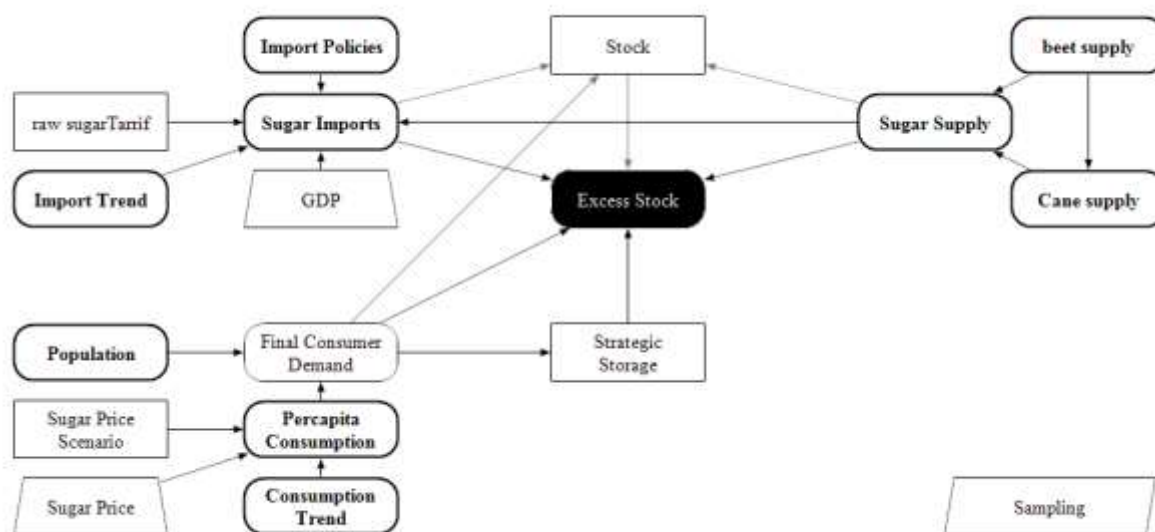 Import Policies
Stock
beet supply
raw sugarTarrif
Sugar Imports
Sugar Supply
Import Trend
GDP
Excess Stock
Cane supply
Population
Final Consumer
Demand
Strategic
Storage
Sugar Price
Scenario
Percapita
Consumption
Sugar Price
Consumption
Trend
Sampling